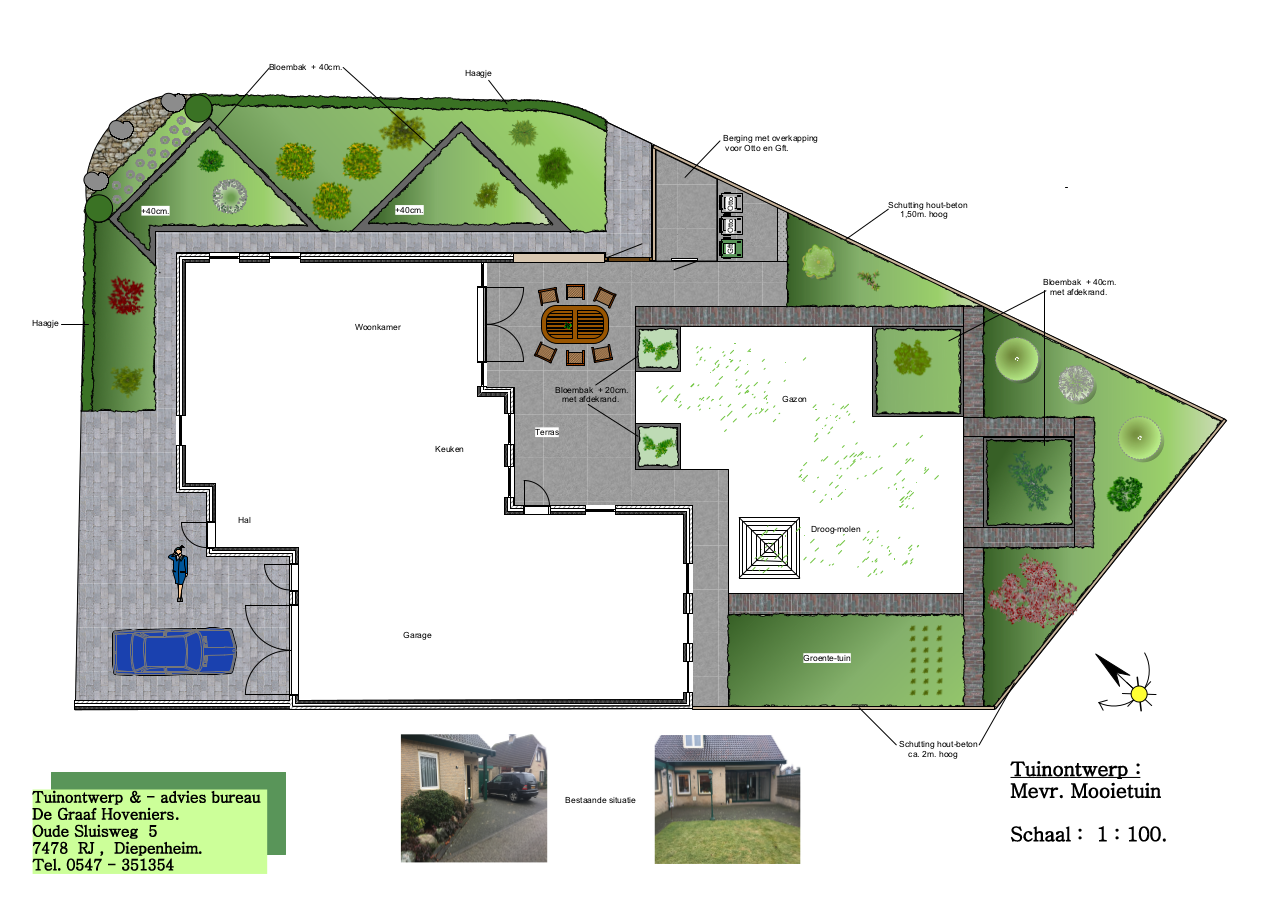 Bloembak + 40cm.
Haagje
Berging met overkapping
voor Otto en Gft.
Schutting hout-beton
1,50m. hoog
+40cm.
+40cm.
Otto
Otto
Gft
Bloembak + 40cm.
met afdekrand.
Haagje
Woonkamer
Bloembak + 20cm.
met afdekrand.
Gazon
Terras
Keuken
Hal
Droog-molen
Garage
Groente-tuin
Schutting hout-beton
ca. 2m. hoog
Bestaande situatie
Tuinontwerp & - advies bureau
De Graaf Hoveniers.
Oude Sluisweg 5
7478 RJ , Diepenheim.
Tel. 0547 - 351354
Tuinontwerp :
Mevr. Mooietuin
Schaal : 1 : 100.